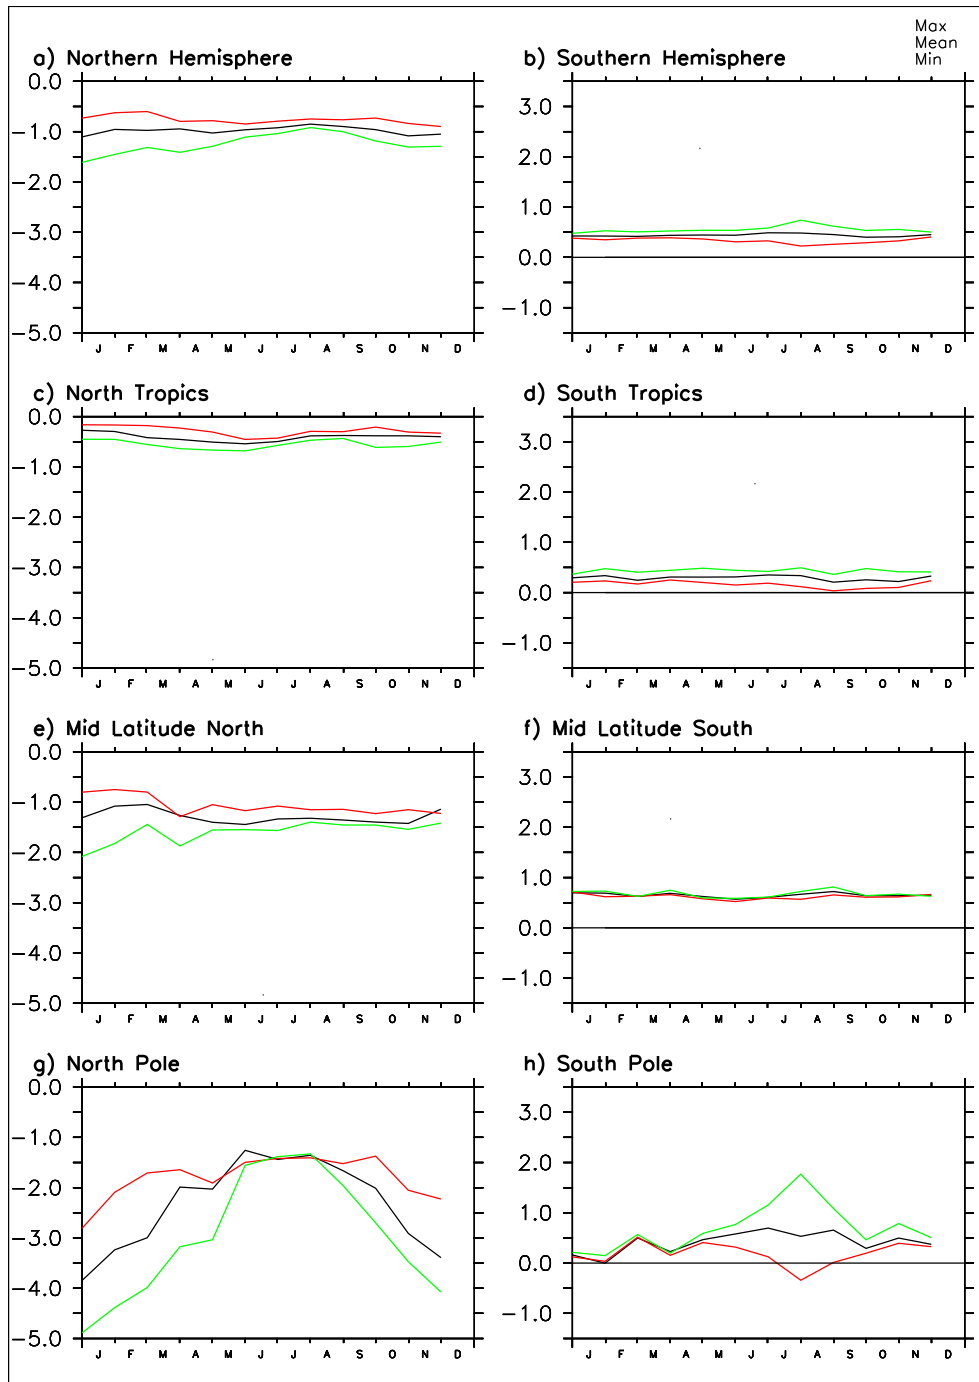 Max
Mean
Min
a) Northern Hemisphere
0.0
-1.0
-2.0
-3.0
-4.0
-5.0
J F M A M J J A S O N D
b) Southern Hemisphere
3.0
2.0
1.0
0.0
-1.0
J F M A M J J A S O N D
c) North Tropics
0.0
-1.0
-2.0
-3.0
-4.0
-5.0
J F M A M J J A S O N D
d) South Tropics
3.0
2.0
1.0
0.0
-1.0
J F M A M J J A S O N D
e) Mid Latitude North
0.0
-1.0
-2.0
-3.0
-4.0
-5.0
J F M A M J J A S O N D
f) Mid Latitude South
3.0
2.0
1.0
0.0
-1.0
J F M A M J J A S O N D
g) North Pole
0.0
-1.0
-2.0
-3.0
-4.0
-5.0
J F M A M J J A S O N D
h) South Pole
3.0
2.0
1.0
0.0
-1.0
J F M A M J J A S O N D